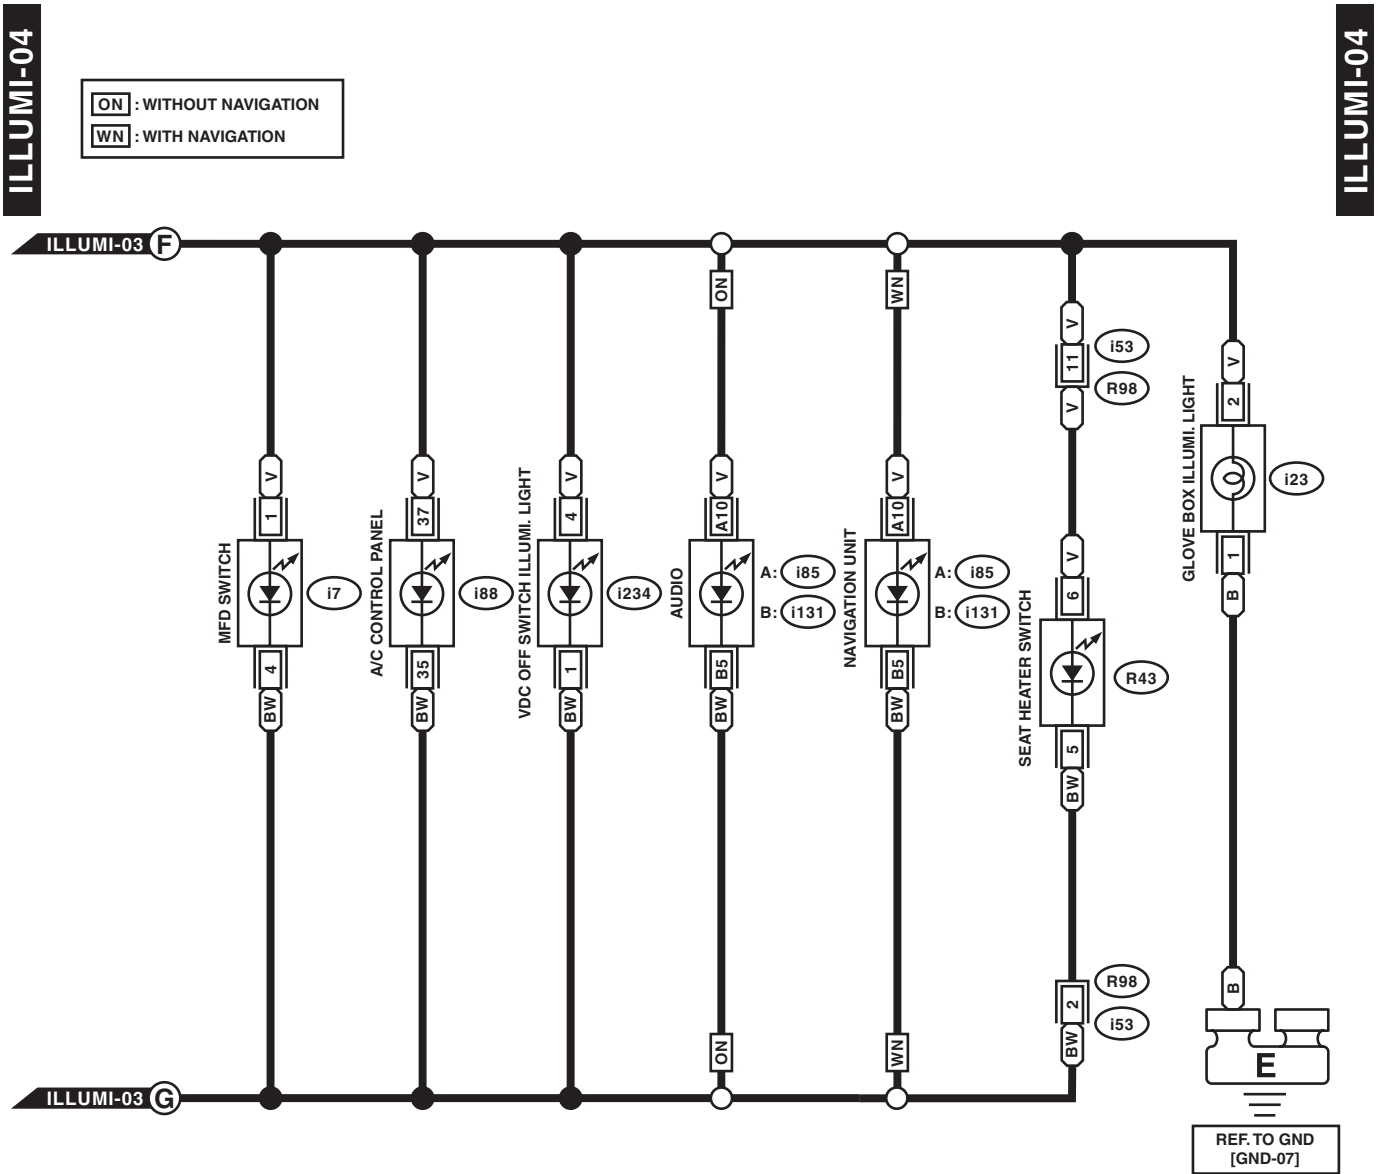 ILLUMI-04
ILLUMI-04
ON : WITHOUT NAVIGATION
WN : WITH NAVIGATION
ILLUMI-03 F
ON
WN
V
11
i53
R98
V
V
2
GLOVE BOX ILLUMI. LIGHT
i23
1
B
V
1
MFD SWITCH
i7
4
BW
V
37
A/C CONTROL PANEL
i88
35
BW
V
4
VDC OFF SWITCH ILLUMI. LIGHT
i234
1
BW
V
A10
AUDIO
A: i85
B: i131
B5
BW
V
A10
NAVIGATION UNIT
A: i85
B: i131
B5
BW
V
6
SEAT HEATER SWITCH
R43
5
BW
R98
2
i53
BW
B
E
ON
WN
ILLUMI-03 G
REF. TO GND
[GND-07]